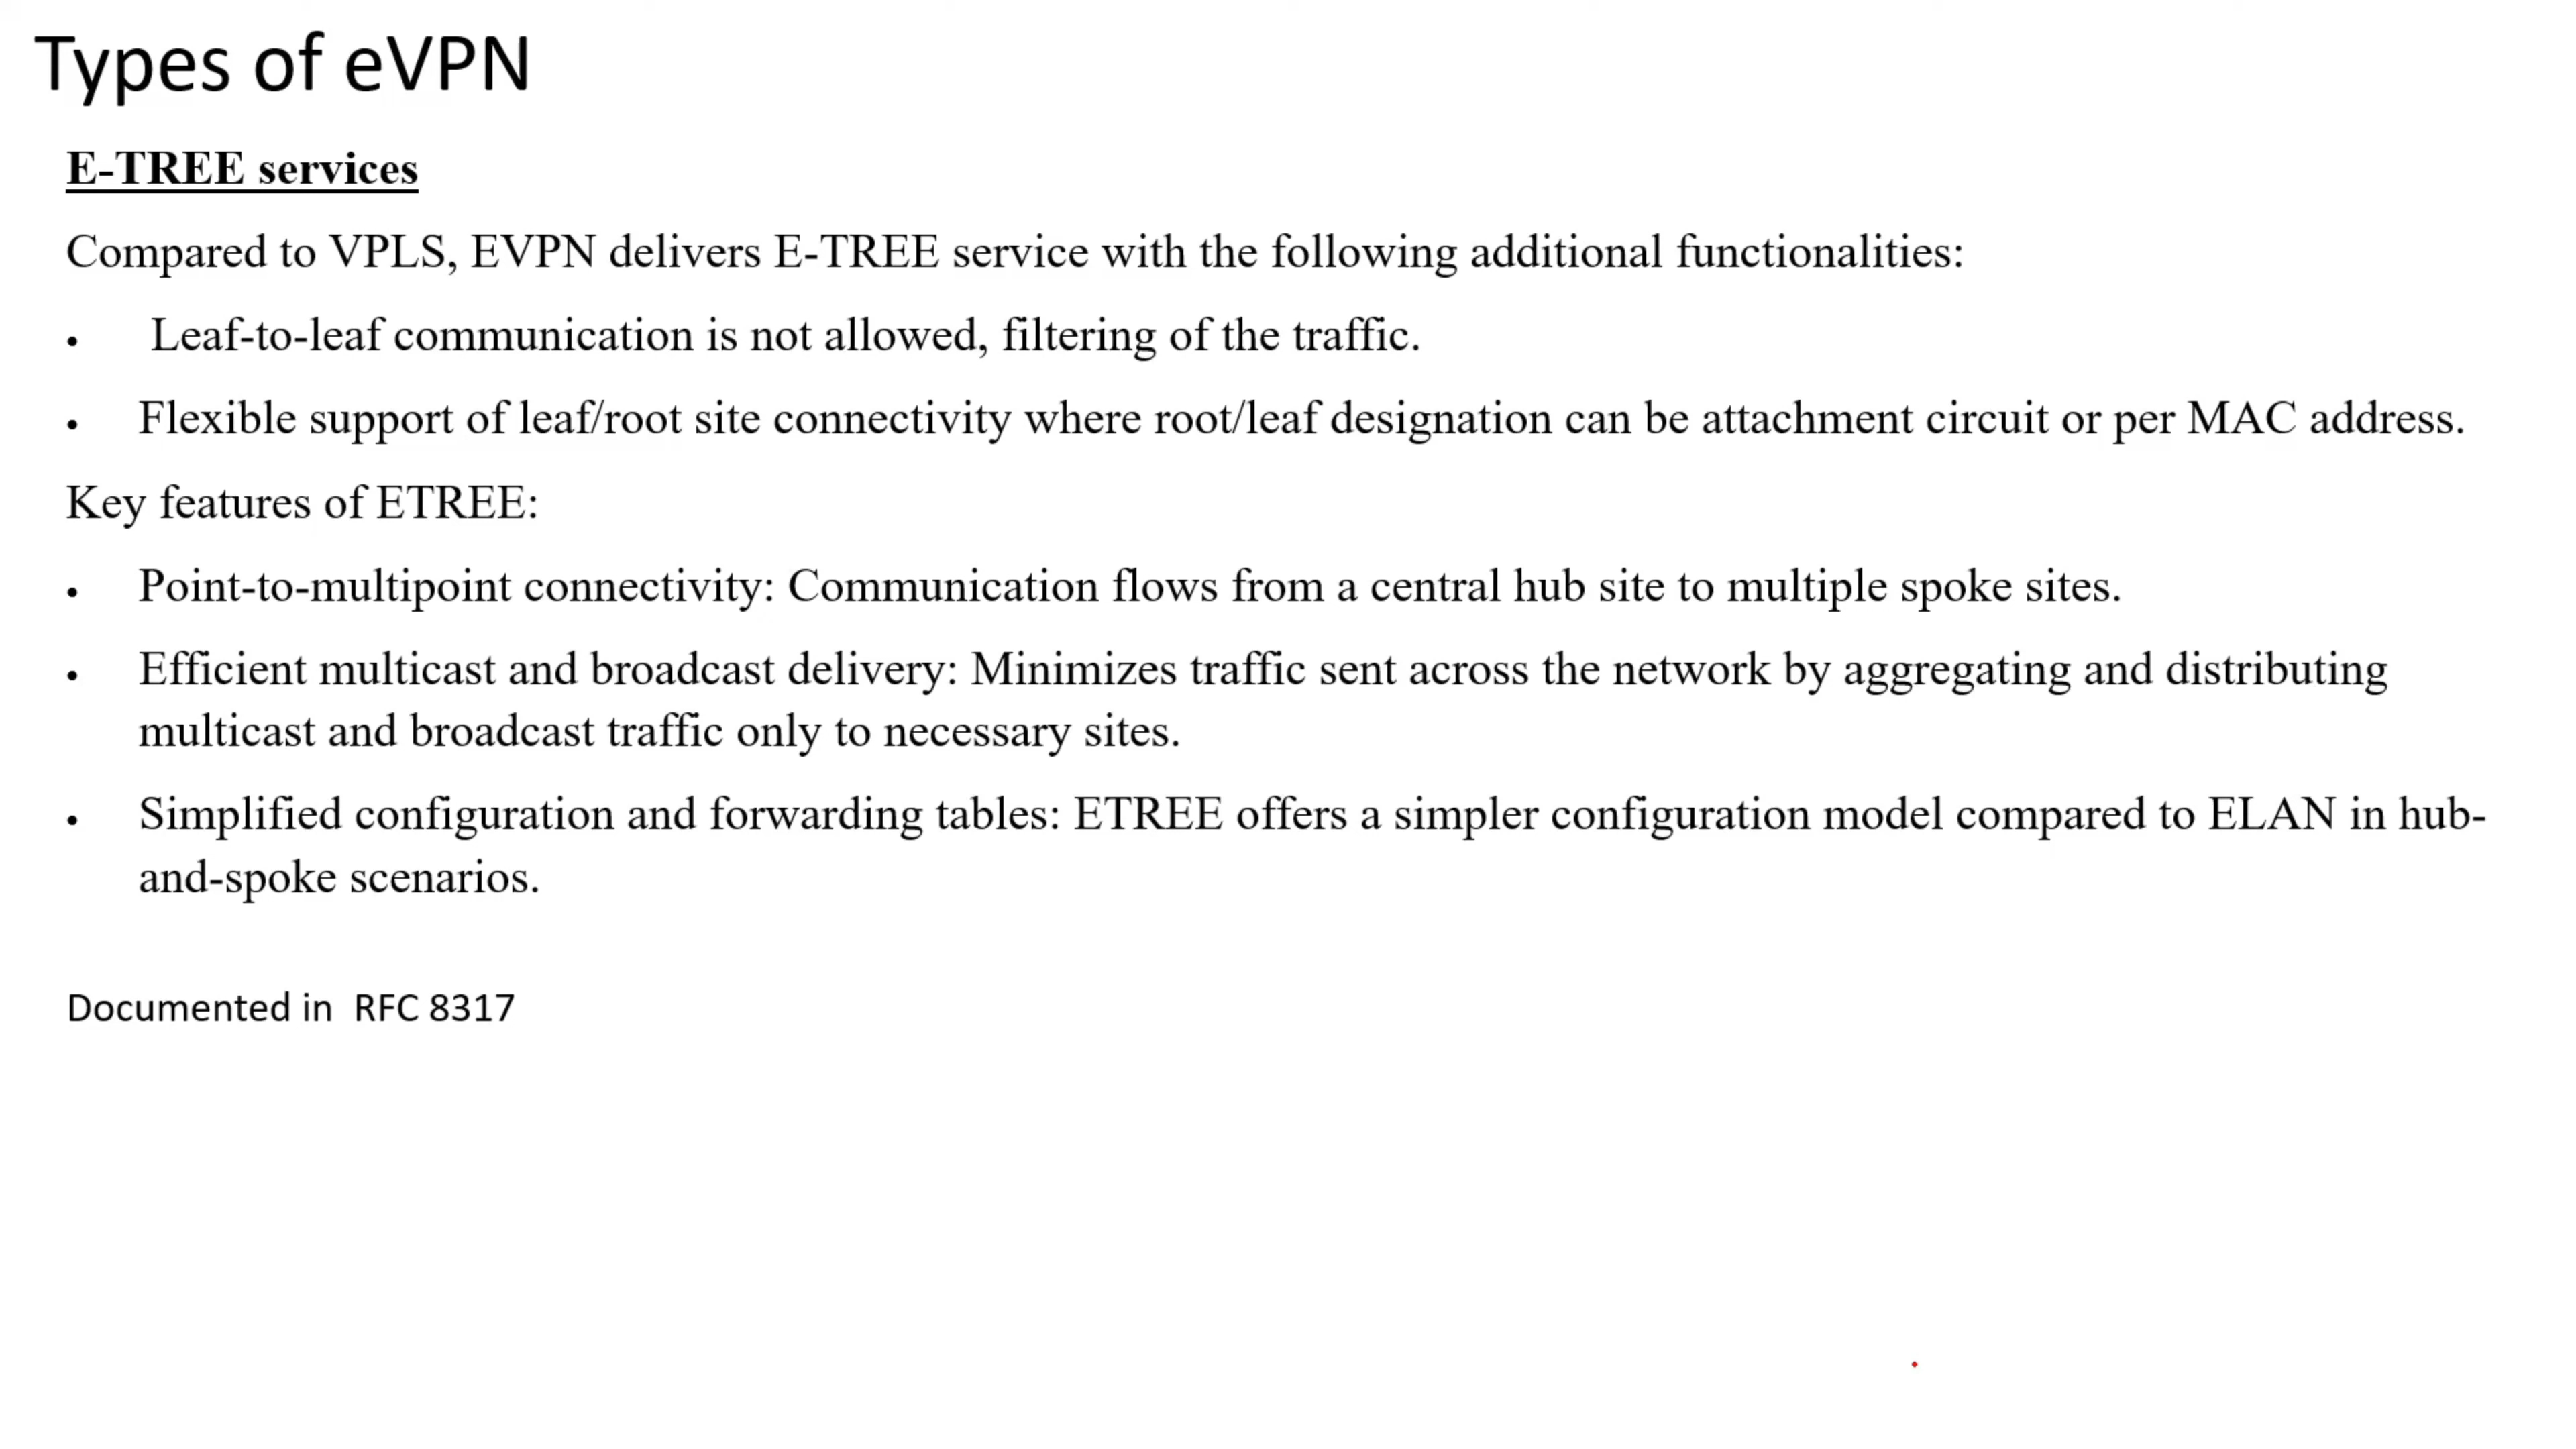 Types of eVPN
E-TREE services
Compared to VPLS, EVPN delivers E-TREE service with the following additional functionalities:
• Leaf-to-leaf communication is not allowed, filtering of the traffic.
• Flexible support of leaf/root site connectivity where root/leaf designation can be attachment circuit or per MAC address.
Key features of ETREE:
• Point-to-multipoint connectivity: Communication flows from a central hub site to multiple spoke sites.
• Efficient multicast and broadcast delivery: Minimizes traffic sent across the network by aggregating and distributing
multicast and broadcast traffic only to necessary sites.
• Simplified configuration and forwarding tables: ETREE offers a simpler configuration model compared to ELAN in hub-
and-spoke scenarios.
Documented in RFC 8317